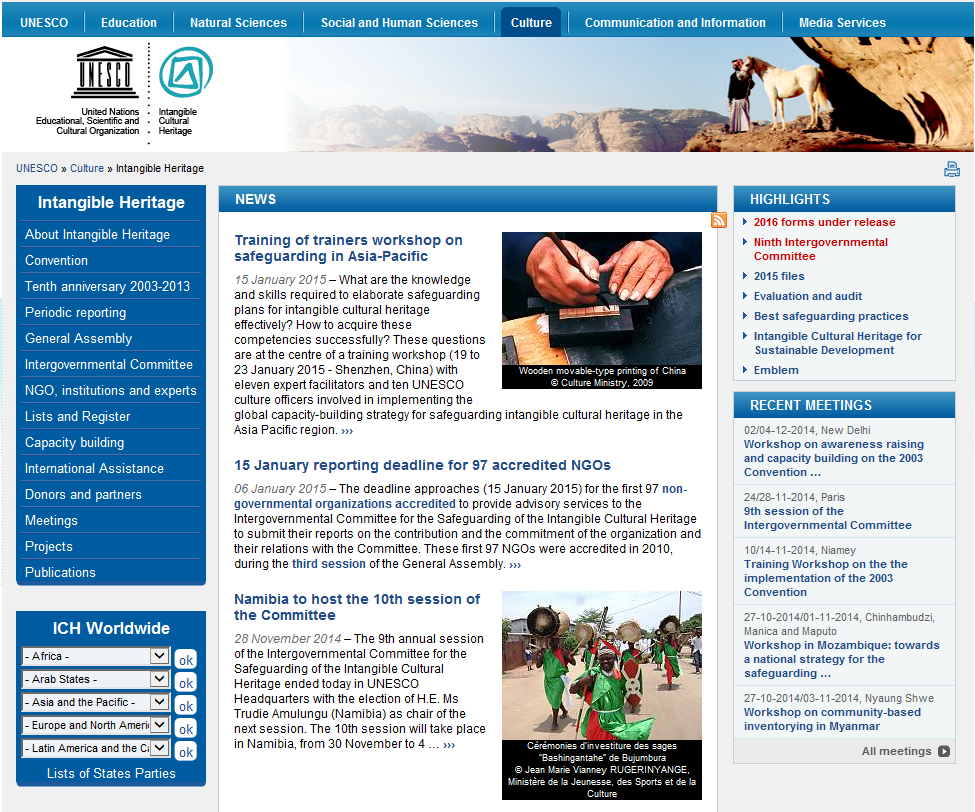 UNESCO
Education
Natural Sciences
Social and Human Sciences
Culture
Communication and Information
Media Services
UNESCO
United Nations
Educational, Scientific and
Cultural Organization
Intangible
Cultural
Heritage
UNESCO » Culture » Intangible Heritage
Intangible Heritage
About Intangible Heritage
Convention
Tenth anniversary 2003-2013
Periodic reporting
General Assembly
Intergovernmental Committee
NGO, institutions and experts
Lists and Register
Capacity building
International Assistance
Donors and partners
Meetings
Projects
Publications
ICH Worldwide
- Africa -
ok
- Arab States -
ok
- Asia and the Pacific -
ok
- Europe and North Ameri
ok
- Latin America and the Ca
ok
Lists of States Parties
NEWS
Training of trainers workshop on
safeguarding in Asia-Pacific
15 January 2015 – What are the knowledge
and skills required to elaborate safeguarding
plans for intangible cultural heritage
effectively? How to acquire these
competencies successfully? These questions
are at the centre of a training workshop (19 to
23 January 2015 - Shenzhen, China) with
eleven expert facilitators and ten UNESCO
culture officers involved in implementing the
global capacity-building strategy for safeguarding intangible cultural heritage in the
Asia Pacific region. ›››
Wooden movable-type printing of China
© Culture Ministry, 2009
15 January reporting deadline for 97 accredited NGOs
06 January 2015 – The deadline approaches (15 January 2015) for the first 97 non-
governmental organizations accredited to provide advisory services to the
Intergovernmental Committee for the Safeguarding of the Intangible Cultural Heritage
to submit their reports on the contribution and the commitment of the organization and
their relations with the Committee. These first 97 NGOs were accredited in 2010,
during the third session of the General Assembly. ›››
Namibia to host the 10th session of
the Committee
28 November 2014 – The 9th annual session
of the Intergovernmental Committee for the
Safeguarding of the Intangible Cultural
Heritage ended today in UNESCO
Headquarters with the election of H.E. Ms
Trudie Amulungu (Namibia) as chair of the
next session. The 10th session will take place
in Namibia, from 30 November to 4 ... ›››
Cérémonies d'investiture des sages
"Bashingantahe" de Bujumbura
© Jean Marie Vianney RUGERINYANGE,
Ministère de la Jeunesse, des Sports et de la
Culture
HIGHLIGHTS
2016 forms under release
Ninth Intergovernmental
Committee
2015 files
Evaluation and audit
Best safeguarding practices
Intangible Cultural Heritage for
Sustainable Development
Emblem
RECENT MEETINGS
02/04-12-2014, New Delhi
Workshop on awareness raising
and capacity building on the 2003
Convention ...
24/28-11-2014, Paris
9th session of the
Intergovernmental Committee
10/14-11-2014, Niamey
Training Workshop on the the
implementation of the 2003
Convention
27-10-2014/01-11-2014, Chinhambudzi,
Manica and Maputo
Workshop in Mozambique: towards
a national strategy for the
safeguarding ...
27-10-2014/03-11-2014, Nyaung Shwe
Workshop on community-based
inventorying in Myanmar
All meetings